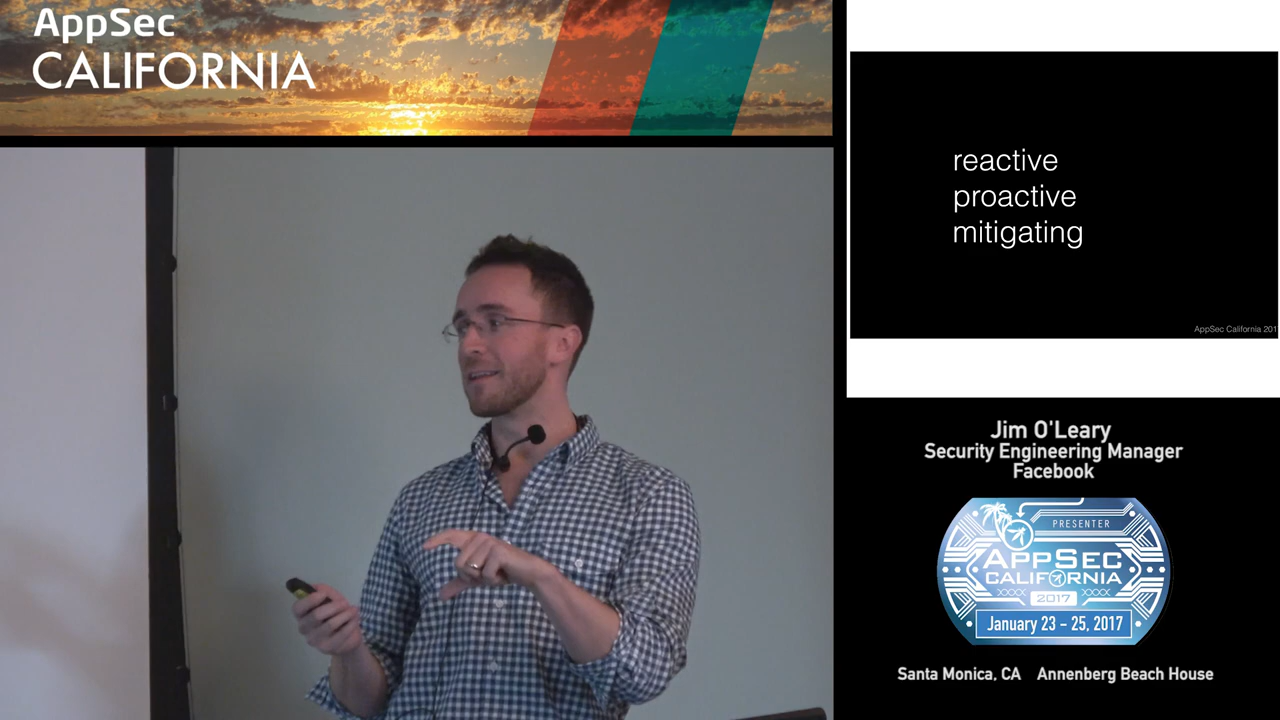 AppSec
CALIFORNIA
reactive
proactive
mitigating
AppSec California 201
Jim O'Leary
Security Engineering Manager
Facebook
PRESENTER
APPSEC
CALIFORNIA
2017
January 23 - 25, 2017
Santa Monica, CA Annenberg Beach House